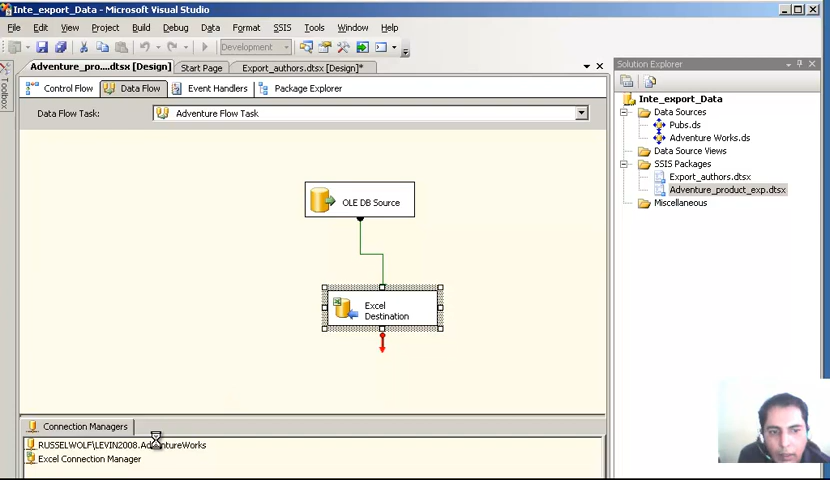 Inte_export_Data - Microsoft Visual Studio
File Edit View Project Build Debug Data Format SSIS Tools Window Help
Development
Adventure_pro....dtsx [Design] Start Page Export_authors.dtsx [Design]*
Solution Explorer
Toolbox
Control Flow Data Flow Event Handlers Package Explorer
Data Flow Task: Adventure Flow Task
Inte_export_Data
Data Sources
Pubs.ds
Adventure Works.ds
Data Source Views
SSIS Packages
Export_authors.dtsx
Adventure_product_exp.dtsx
Miscellaneous
OLE DB Source
Excel
Destination
Connection Managers
RUSSELWOLF\LEVIN2008.AdventureWorks
Excel Connection Manager